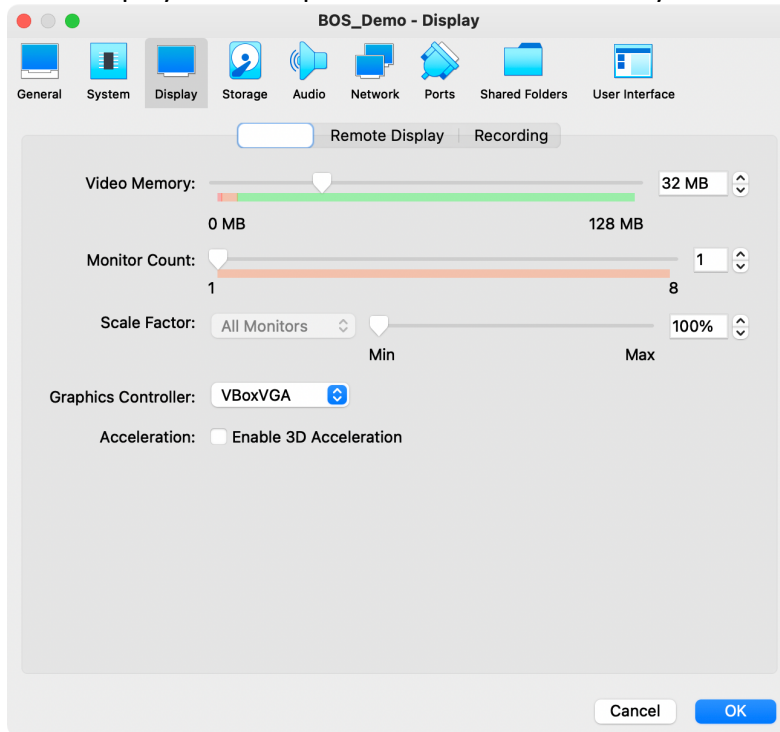 BOS_Demo - Display
General System Display Storage Audio Network Ports Shared Folders User Interface
Remote Display Recording
Video Memory: 32 MB
0 MB 128 MB
Monitor Count: 1
1 8
Scale Factor: All Monitors 100%
Min Max
Graphics Controller: VBoxVGA
Acceleration: Enable 3D Acceleration
Cancel OK